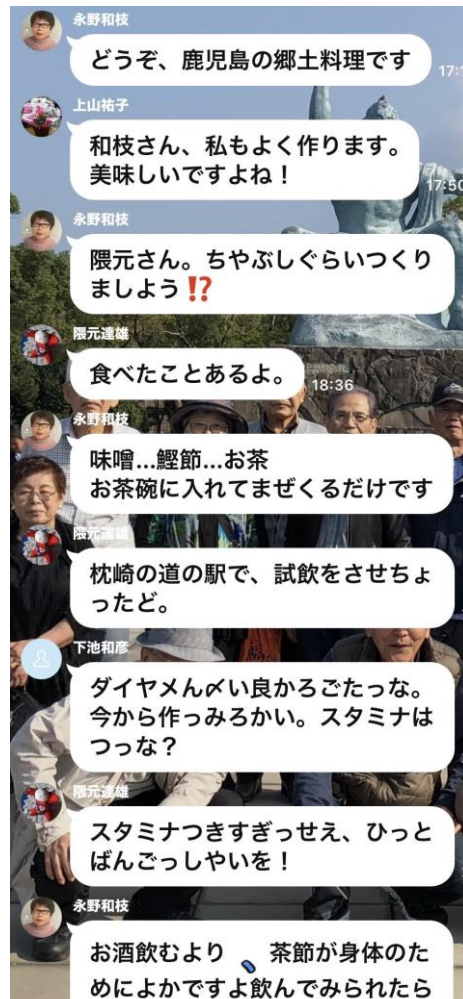 永野和枝
どうぞ、鹿児島の郷土料理です
上山祐子
和枝さん、私もよく作ります。
美味しいですよね!
17:50
永野和枝
隈元さん。ちやぶしぐらいつくり
ましよう⁉️
隈元達雄
食べたことあるよ。
18:36
永野和枝
味噌...鰹節...お茶
お茶碗に入れてまぜくるだけです
隈元達雄
枕崎の道の駅で、試飲をさせちょ
ったど。
下池和彦
ダイヤメん〆い良かろごたっな。
今から作っみろかい。スタミナは
つっな?
隈元達雄
スタミナつきすぎっせえ、ひっと
ばんごっしやいを!
永野和枝
お酒飲むより 、 茶節が身体のた
めによかですよ飲んでみられたら